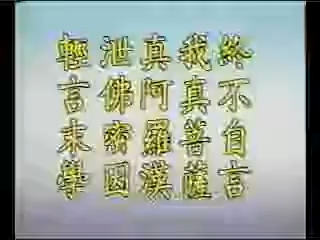 終不自言
我真菩薩
真阿羅漢
泄佛密因
輕言末學